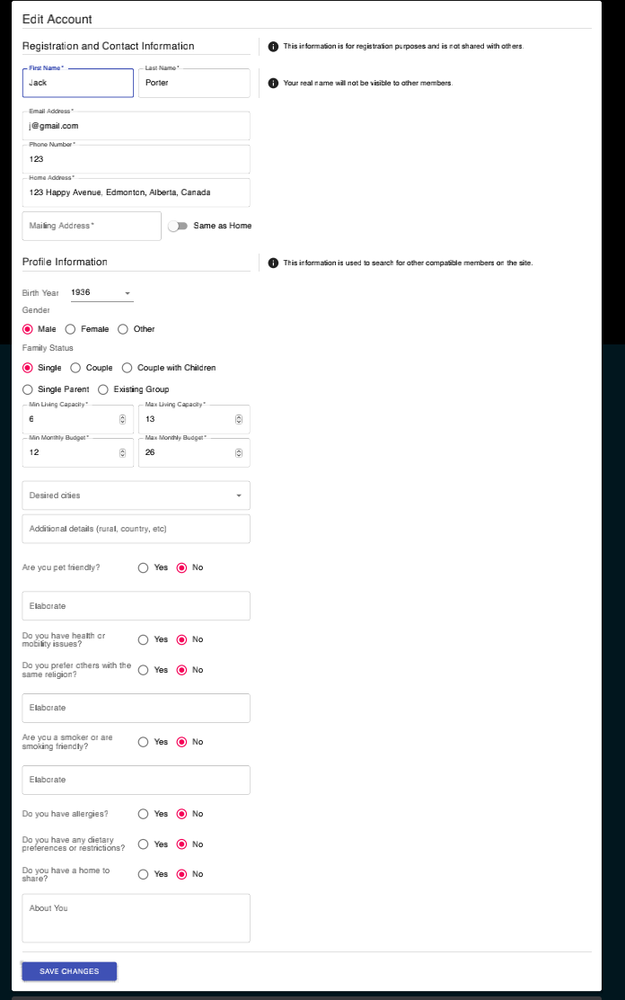 Edit Account
Registration and Contact Information
This information is for registration purposes and is not shared with others.
First Name *
Last Name *
Jack
Porter
Your real name will not be visible to other members.
Email Address *
j@gmail.com
Phone Number *
123
Home Address *
123 Happy Avenue, Edmonton, Alberta, Canada
Mailing Address *
Same as Home
Profile Information
This information is used to search for other compatible members on the site.
Birth Year 1936
Gender
Male Female Other
Family Status
Single Couple Couple with Children
Single Parent Existing Group
Min Living Capacity *
Max Living Capacity *
6
13
Min Monthly Budget *
Max Monthly Budget *
12
26
Desired cities
Additional details (rural, country, etc)
Are you pet friendly? Yes No
Elaborate
Do you have health or
mobility issues?
Yes No
Do you prefer others with the
same religion?
Yes No
Elaborate
Are you a smoker or are
smoking friendly?
Yes No
Elaborate
Do you have allergies? Yes No
Do you have any dietary
preferences or restrictions?
Yes No
Do you have a home to
share?
Yes No
About You
SAVE CHANGES